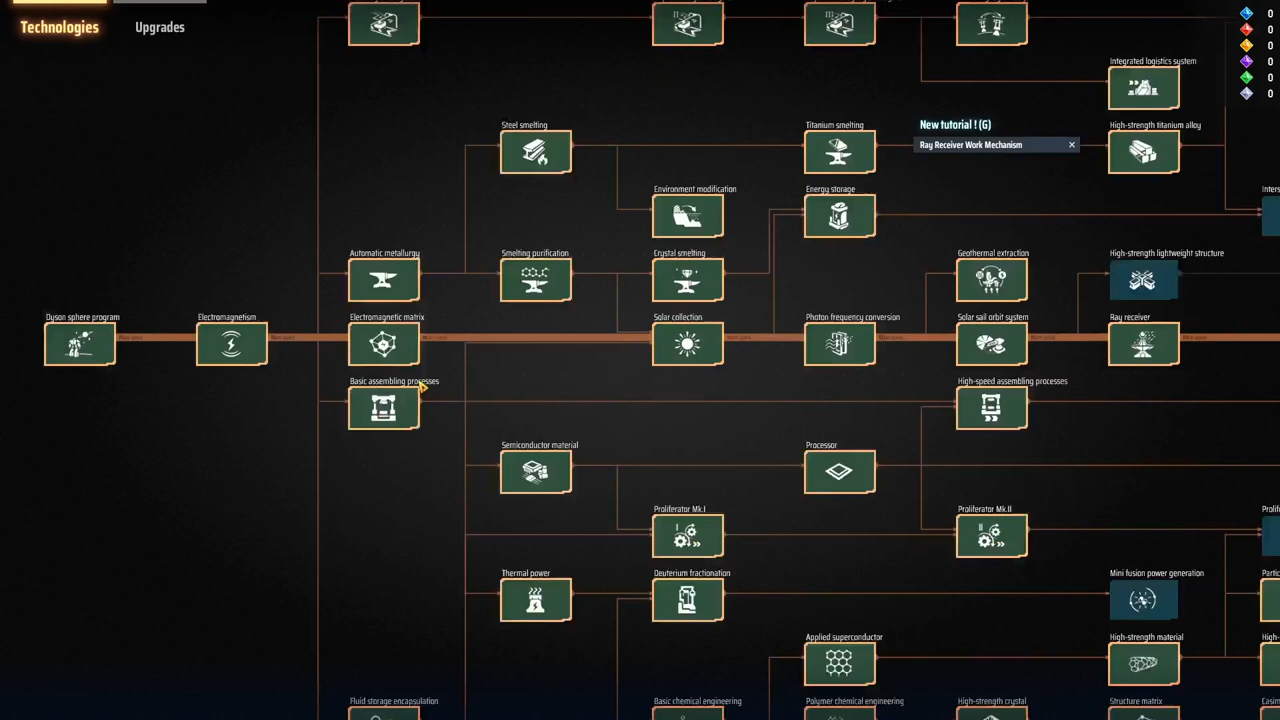 Technologies
Upgrades
0
0
0
0
0
0
Integrated logistics system
Steel smelting
Titanium smelting
New tutorial ! (G)
Ray Receiver Work Mechanism
High-strength titanium alloy
Environment modification
Energy storage
Automatic metallurgy
Smelting purification
Crystal smelting
Geothermal extraction
High-strength lightweight structure
Dyson sphere program
Electromagnetism
Electromagnetic matrix
Solar collection
Photon frequency conversion
Solar sail orbit system
Ray receiver
Basic assembling processes
High-speed assembling processes
Semiconductor material
Processor
Proliferator Mk.I
Proliferator Mk.II
Thermal power
Deuterium fractionation
Mini fusion power generation
Applied superconductor
High-strength material
Fluid storage encapsulation
Basic chemical engineering
Polymer chemical engineering
High-strength crystal
Structure matrix